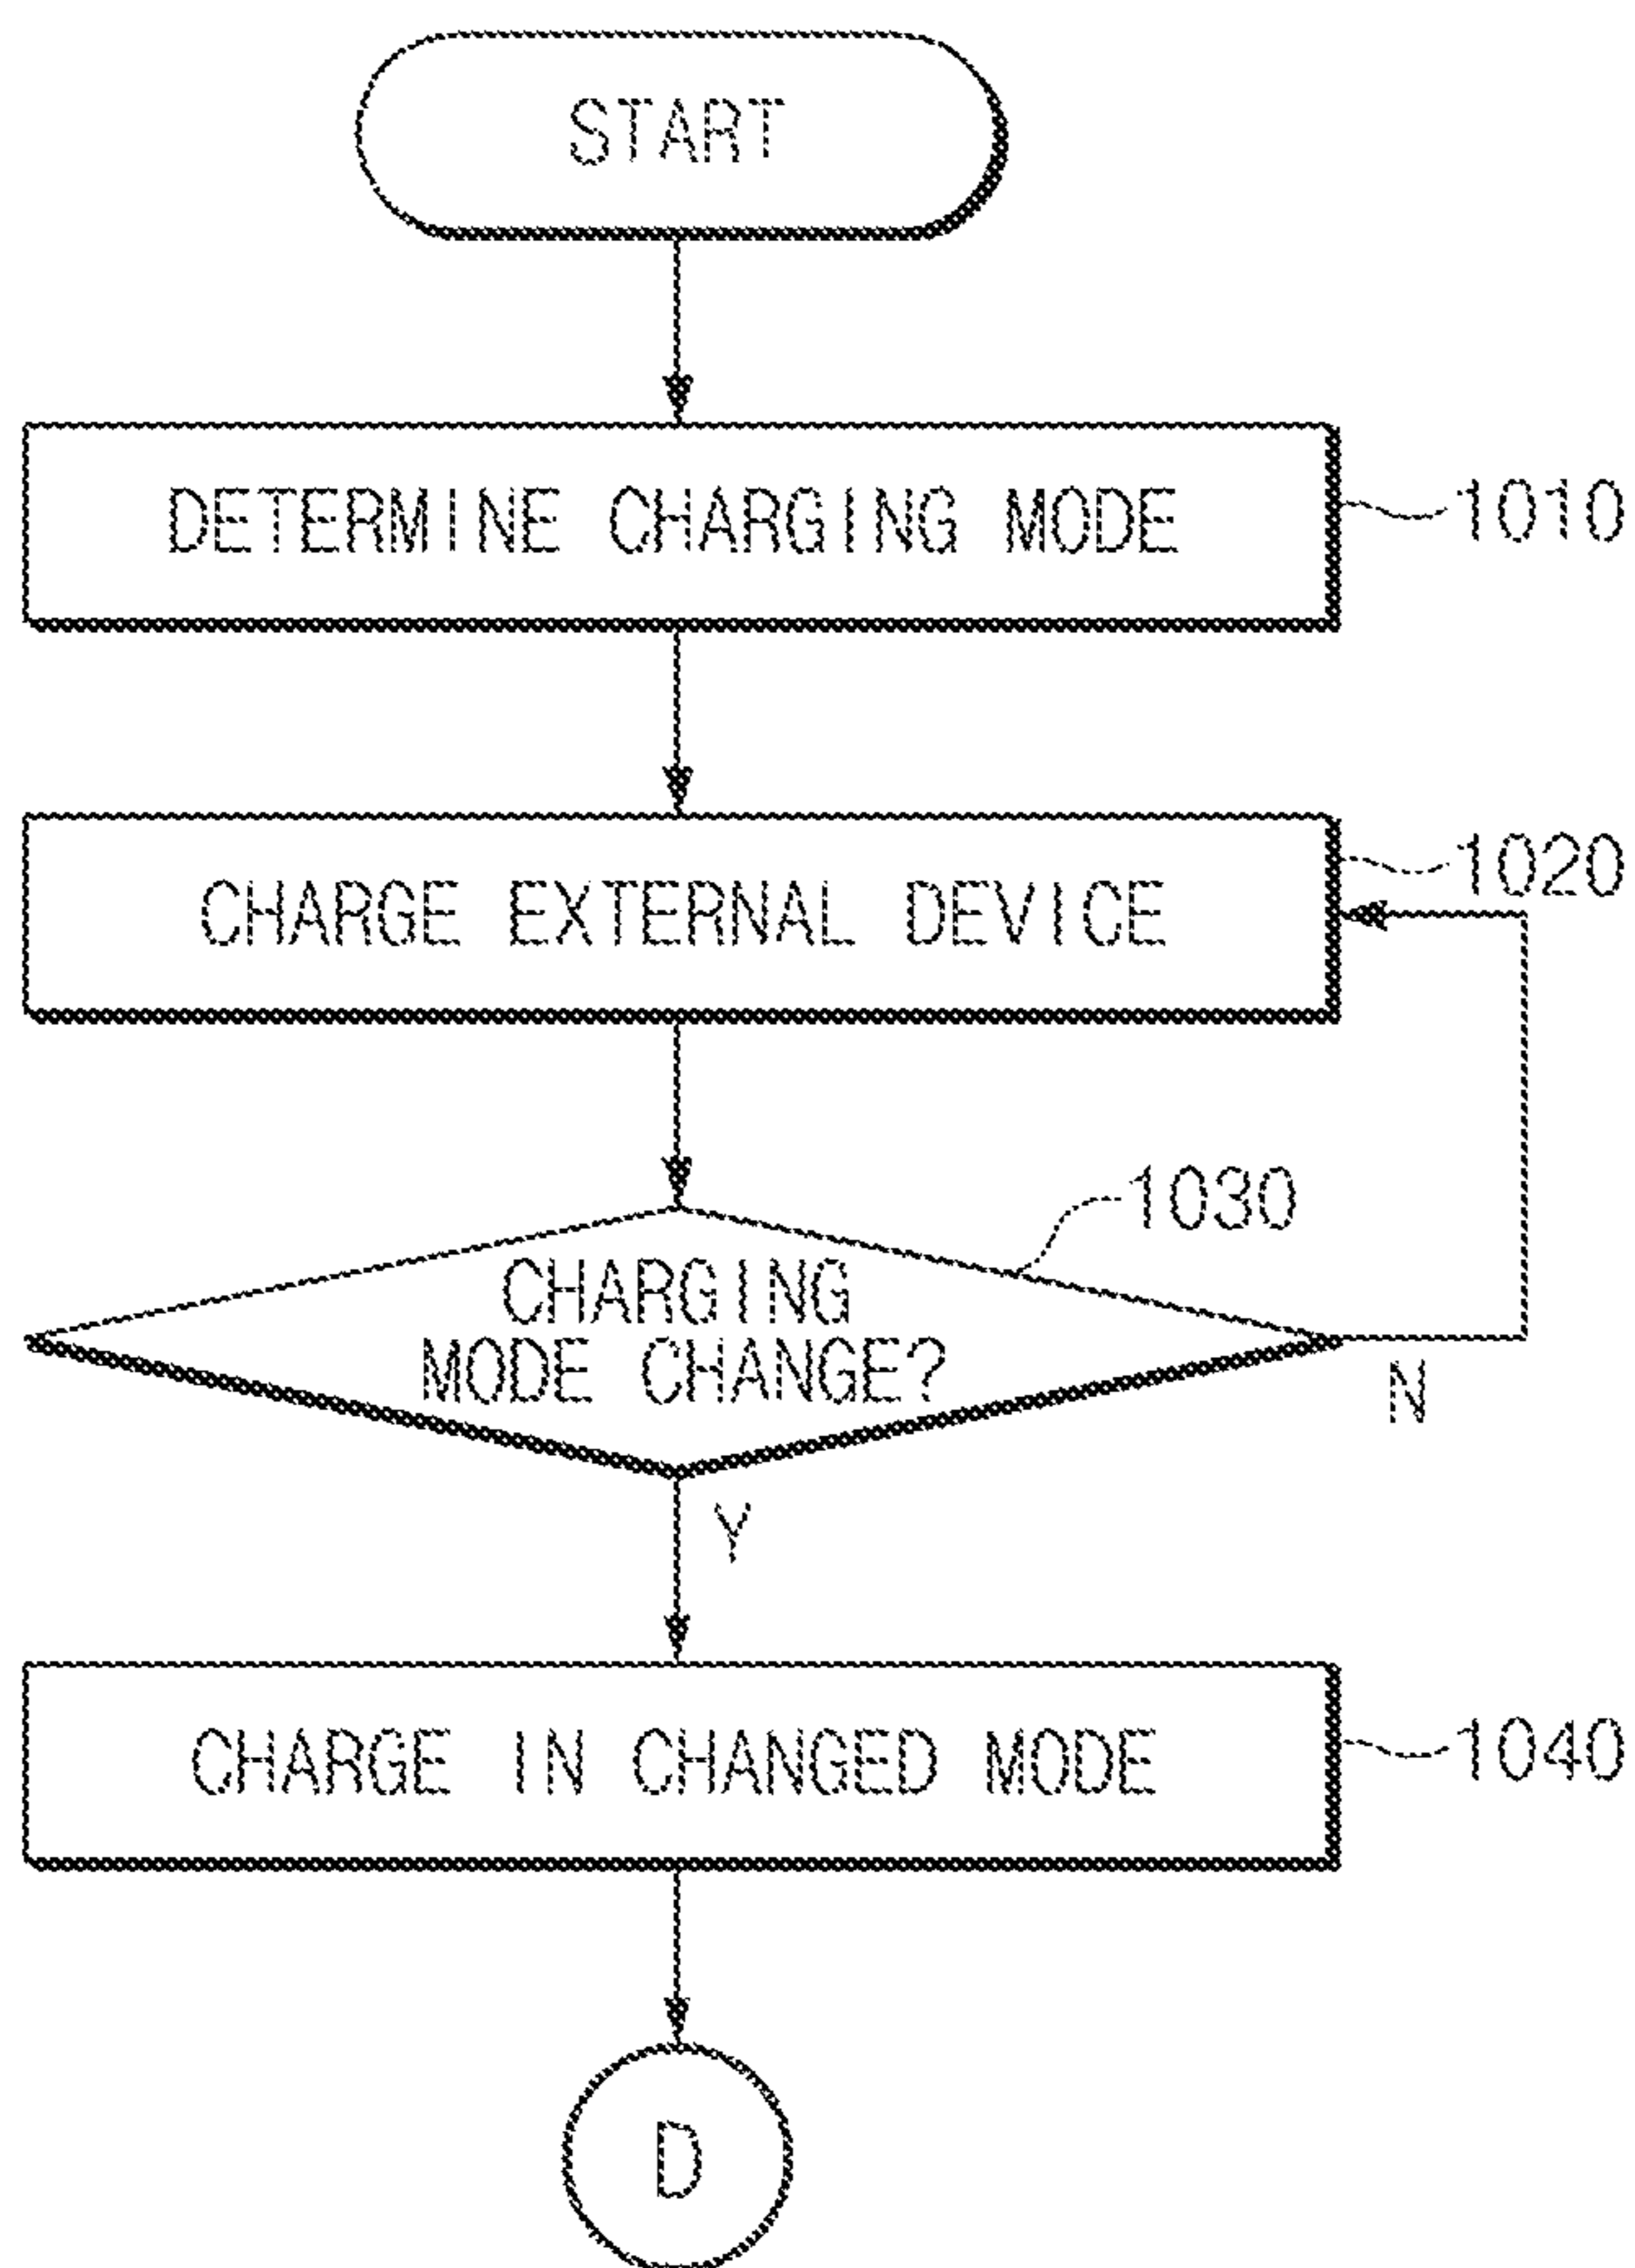 START
DETERMINE CHARGING MODE
1010
CHARGE EXTERNAL DEVICE
1020
1030
CHARGING
MODE CHANGE?
N
Y
CHARGE IN CHANGED MODE
1040
D